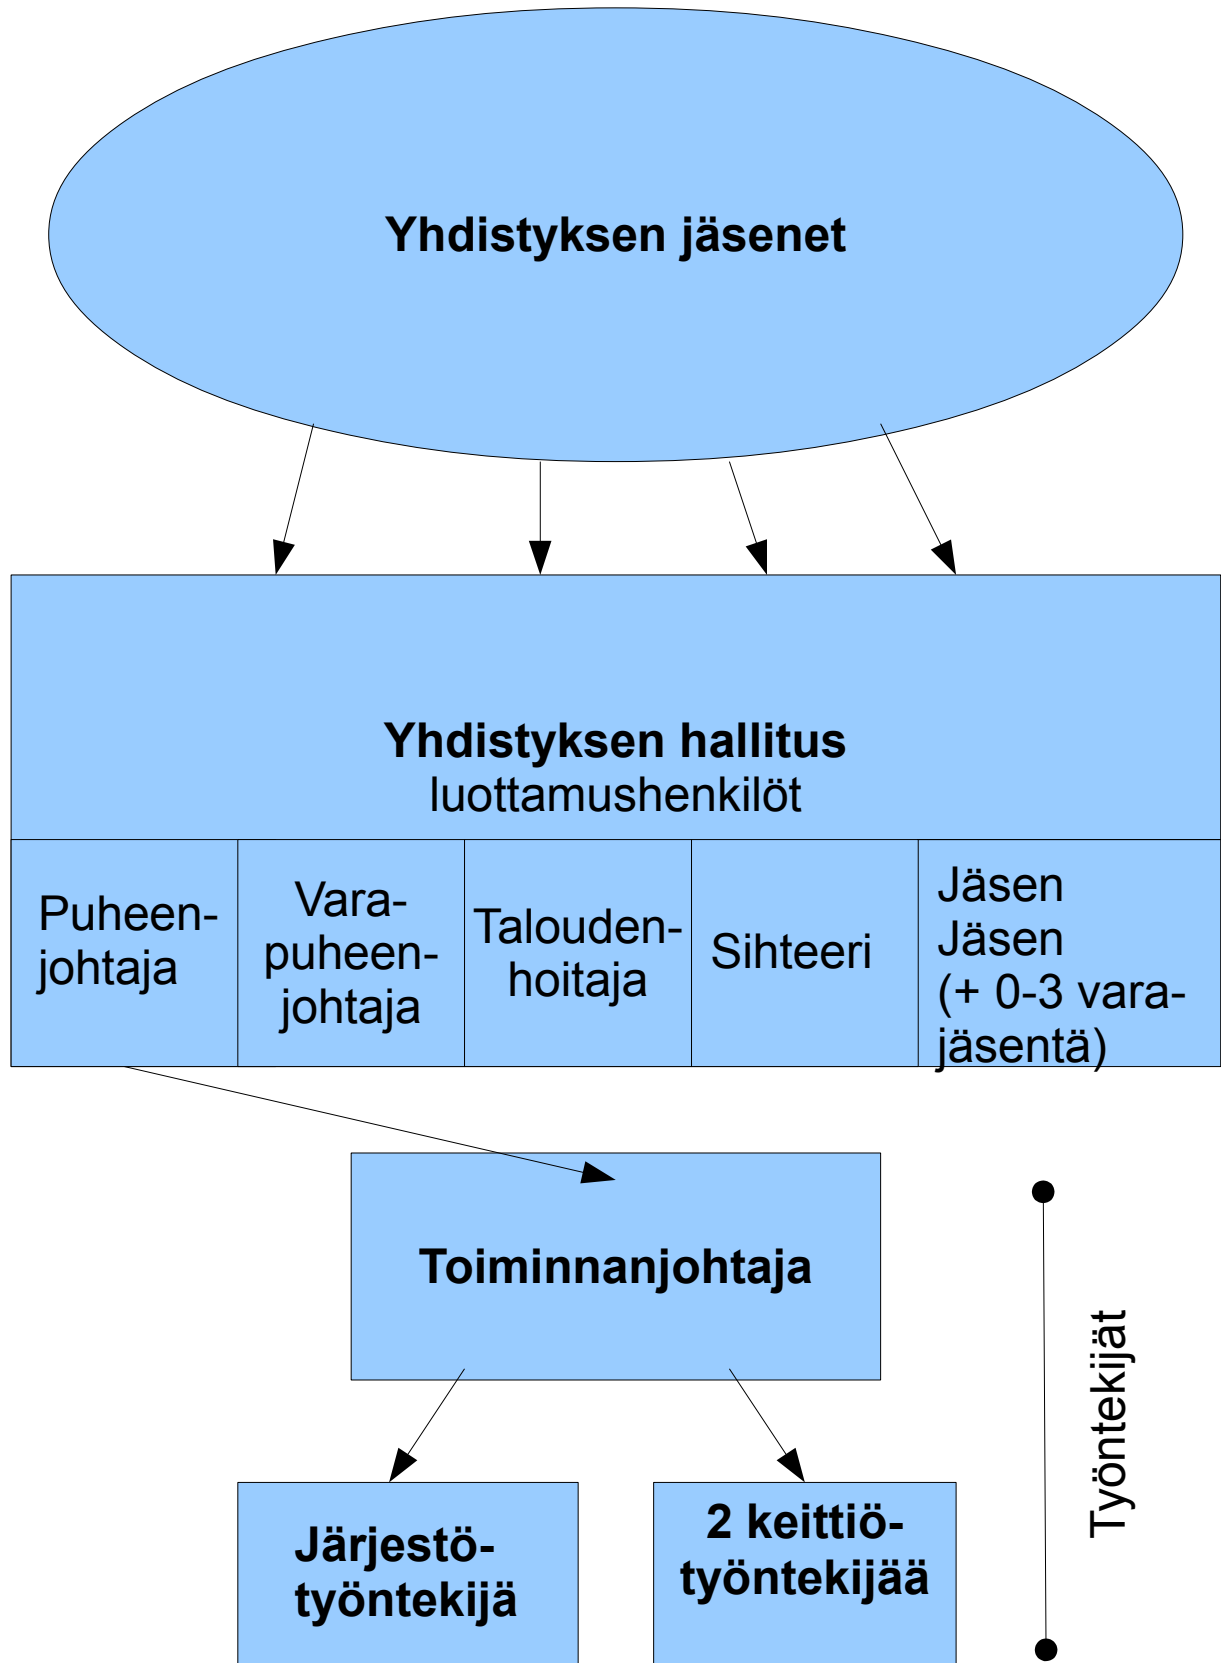 Yhdistyksen jäsenet
Yhdistyksen hallitus
luottamushenkilöt
Puheen-
johtaja
Vara-
puheen-
johtaja
Talouden-
hoitaja
Sihteeri
Jäsen
Jäsen
(+ 0-3 vara-
jäsentä)
Toiminnanjohtaja
Järjestö-
työntekijä
2 keittiö-
työntekijää
Työntekijät